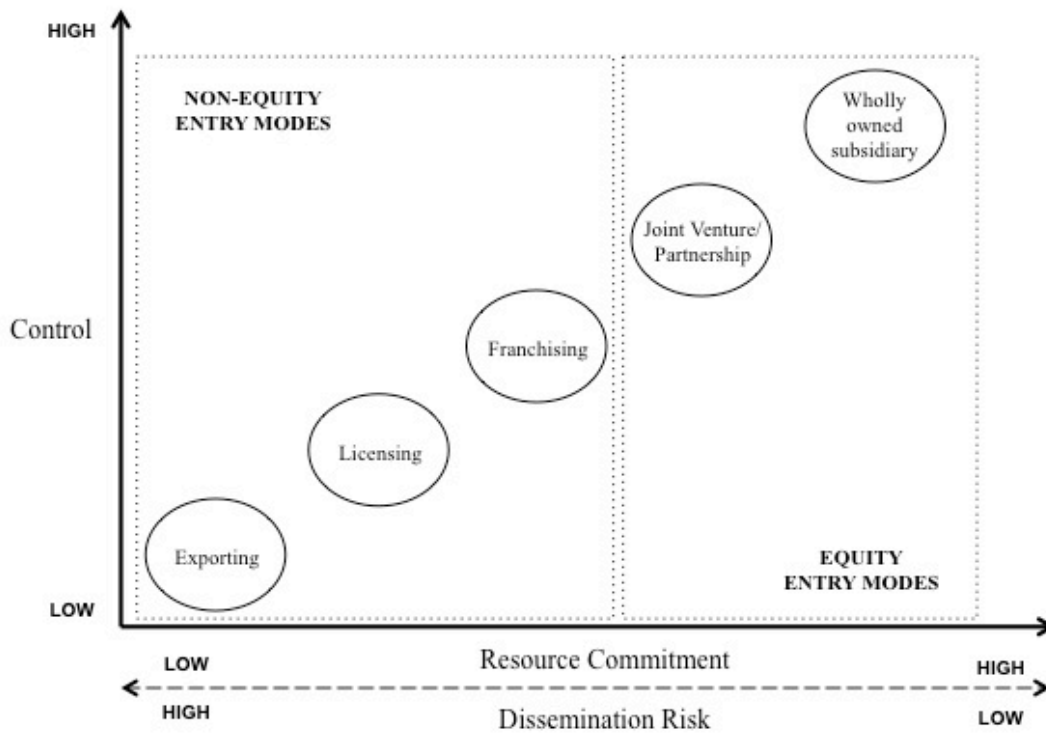 HIGH
NON-EQUITY
ENTRY MODES
Wholly
owned
subsidiary
Joint Venture/
Partnership
Control
Franchising
Licensing
Exporting
EQUITY
ENTRY MODES
LOW
LOW
Resource Commitment
HIGH
HIGH
Dissemination Risk
LOW